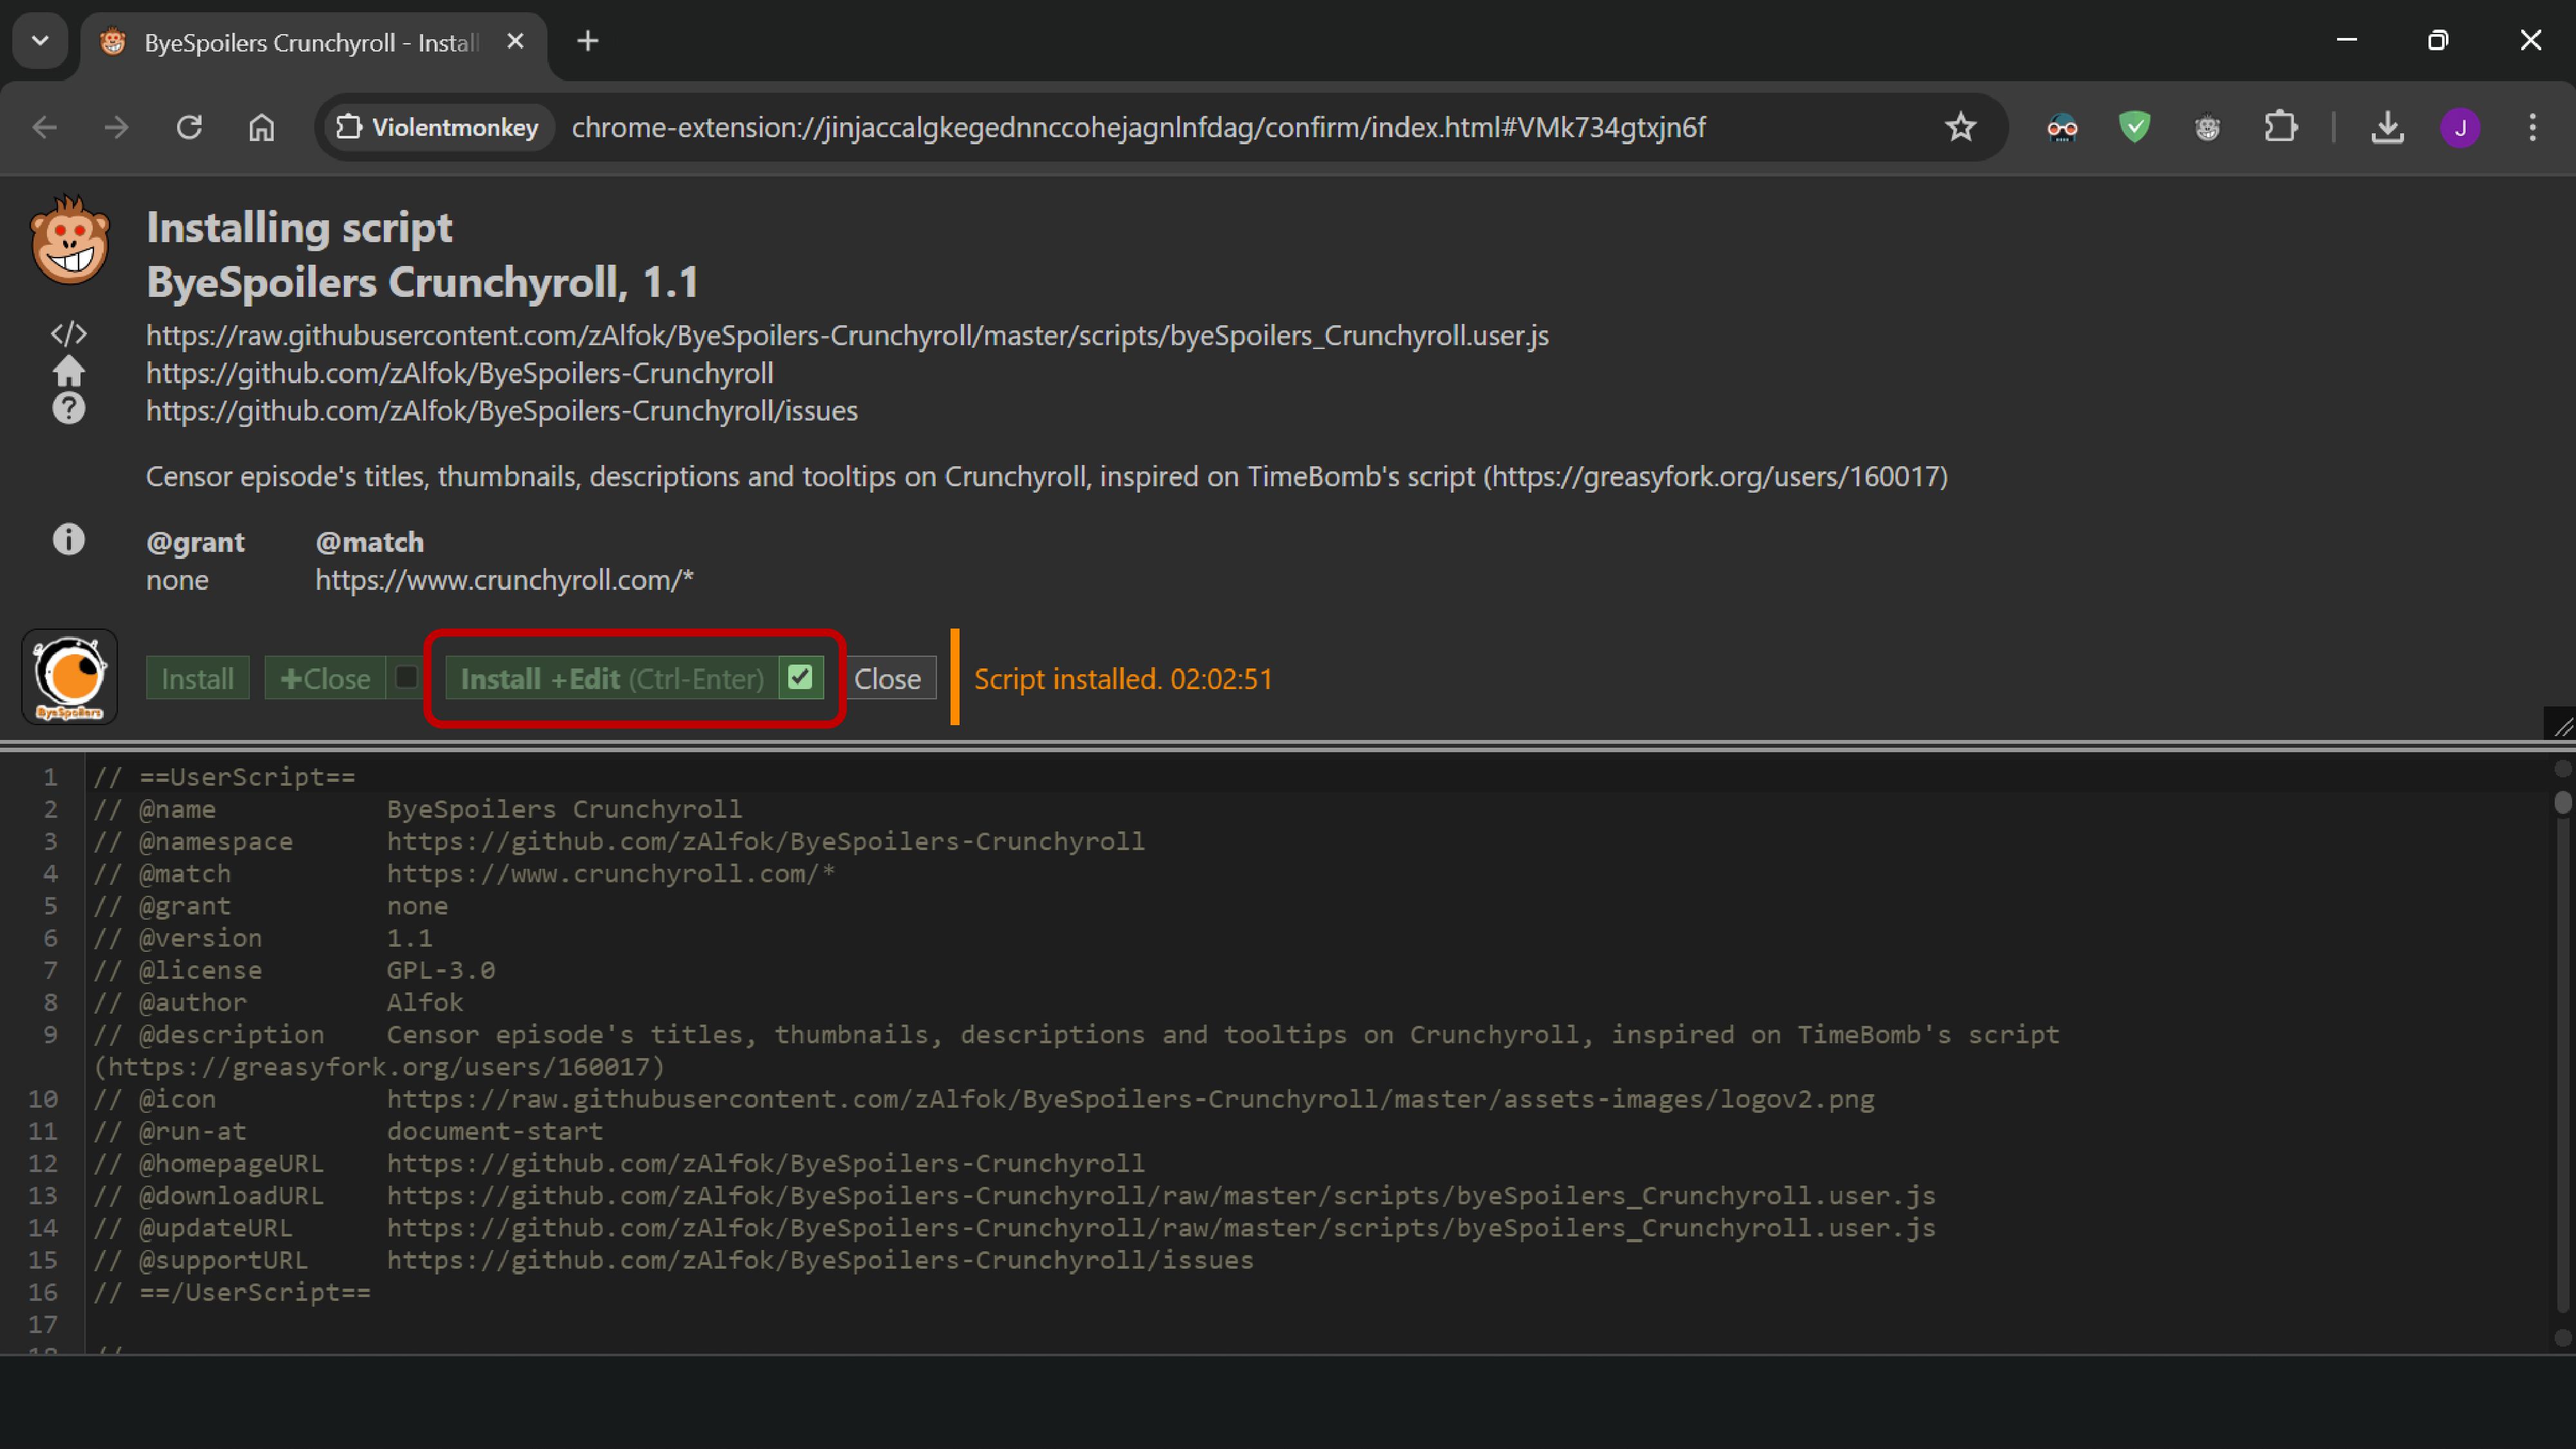 ByeSpoilers Crunchyroll - Install
Violentmonkey chrome-extension://jinjaccalgkegednnccohejagnlnfdag/confirm/index.html#VMk734gtxjn6f J
Installing script
ByeSpoilers Crunchyroll, 1.1
</> https://raw.githubusercontent.com/zAlfok/ByeSpoilers-Crunchyroll/master/scripts/byeSpoilers_Crunchyroll.user.js
https://github.com/zAlfok/ByeSpoilers-Crunchyroll
? https://github.com/zAlfok/ByeSpoilers-Crunchyroll/issues
Censor episode's titles, thumbnails, descriptions and tooltips on Crunchyroll, inspired on TimeBomb's script (https://greasyfork.org/users/160017)
@grant @match
none https://www.crunchyroll.com/*
Install +Close Install +Edit (Ctrl-Enter) Close Script installed. 02:02:51
ByeSpoilers
1 // ==UserScript==
2 // @name ByeSpoilers Crunchyroll
3 // @namespace https://github.com/zAlfok/ByeSpoilers-Crunchyroll
4 // @match https://www.crunchyroll.com/*
5 // @grant none
6 // @version 1.1
7 // @license GPL-3.0
8 // @author Alfok
9 // @description Censor episode's titles, thumbnails, descriptions and tooltips on Crunchyroll, inspired on TimeBomb's script
(https://greasyfork.org/users/160017)
10 // @icon https://raw.githubusercontent.com/zAlfok/ByeSpoilers-Crunchyroll/master/assets-images/logov2.png
11 // @run-at document-start
12 // @homepageURL https://github.com/zAlfok/ByeSpoilers-Crunchyroll
13 // @downloadURL https://github.com/zAlfok/ByeSpoilers-Crunchyroll/raw/master/scripts/byeSpoilers_Crunchyroll.user.js
14 // @updateURL https://github.com/zAlfok/ByeSpoilers-Crunchyroll/raw/master/scripts/byeSpoilers_Crunchyroll.user.js
15 // @supportURL https://github.com/zAlfok/ByeSpoilers-Crunchyroll/issues
16 // ==/UserScript==
17